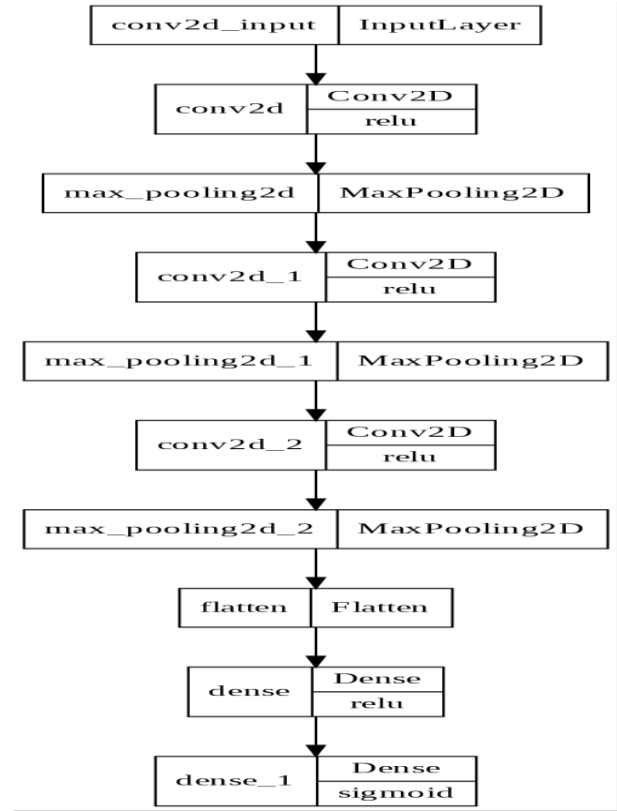 conv2d_input InputLayer
conv2d Conv2D
relu
max_pooling2d MaxPooling2D
conv2d_1 Conv2D
relu
max_pooling2d_1 MaxPooling2D
conv2d_2 Conv2D
relu
max_pooling2d_2 MaxPooling2D
flatten Flatten
dense Dense
relu
dense_1 Dense
sigmoid